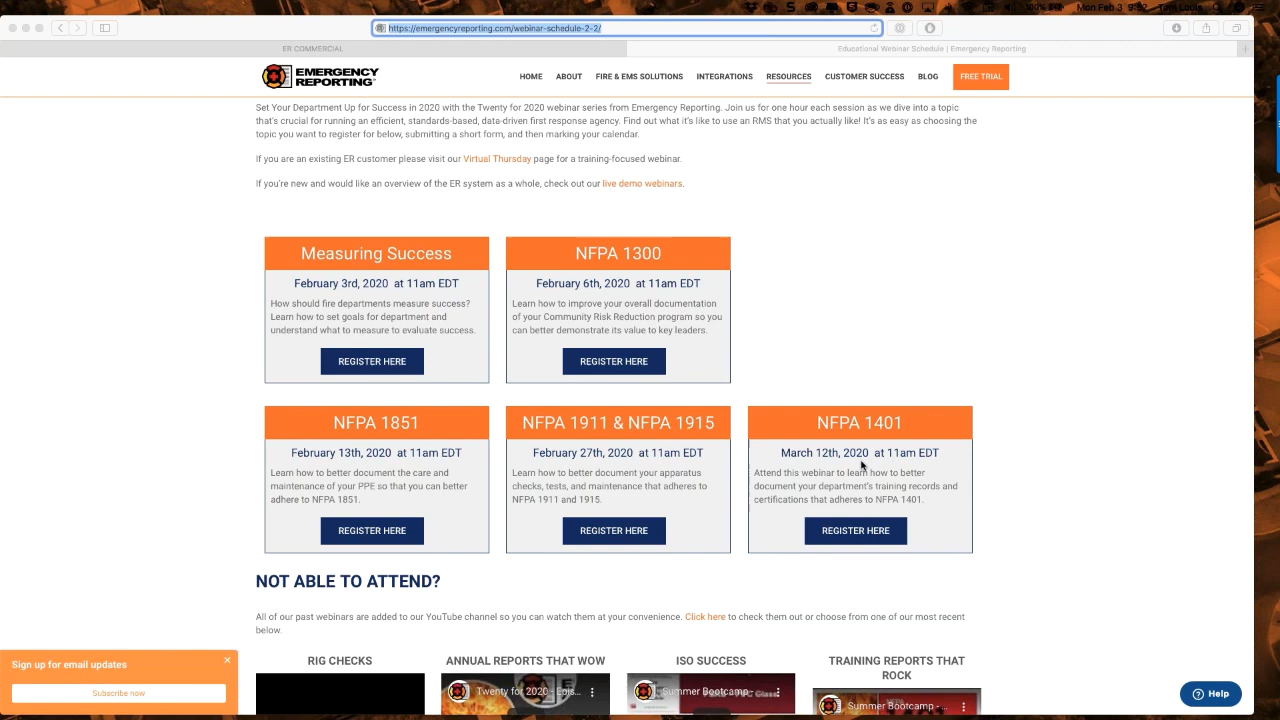 Mon Feb 3
https://emergencyreporting.com/webinar-schedule-2-2/
ER COMMERCIAL
Educational Webinar Schedule | Emergency Reporting
EMERGENCY
REPORTING
HOME ABOUT FIRE & EMS SOLUTIONS INTEGRATIONS RESOURCES CUSTOMER SUCCESS BLOG FREE TRIAL
Set Your Department Up for Success in 2020 with the Twenty for 2020 webinar series from Emergency Reporting. Join us for one hour each session as we dive into a topic
that's crucial for running an efficient, standards-based, data-driven first response agency. Find out what it's like to use an RMS that you actually like! It's as easy as choosing the
topic you want to register for below, submitting a short form, and then marking your calendar.
If you are an existing ER customer please visit our Virtual Thursday page for a training-focused webinar.
If you're new and would like an overview of the ER system as a whole, check out our live demo webinars.
Measuring Success
February 3rd, 2020 at 11am EDT
How should fire departments measure success?
Learn how to set goals for department and
understand what to measure to evaluate success.
REGISTER HERE
NFPA 1300
February 6th, 2020 at 11am EDT
Learn how to improve your overall documentation
of your Community Risk Reduction program so you
can better demonstrate its value to key leaders.
REGISTER HERE
NFPA 1851
February 13th, 2020 at 11am EDT
Learn how to better document the care and
maintenance of your PPE so that you can better
adhere to NFPA 1851.
REGISTER HERE
NFPA 1911 & NFPA 1915
February 27th, 2020 at 11am EDT
Learn how to better document your apparatus
checks, tests, and maintenance that adheres to
NFPA 1911 and 1915.
REGISTER HERE
NFPA 1401
March 12th, 2020 at 11am EDT
Attend this webinar to learn how to better
document your department's training records and
certifications that adheres to NFPA 1401.
REGISTER HERE
NOT ABLE TO ATTEND?
All of our past webinars are added to our YouTube channel so you can watch them at your convenience. Click here to check them out or choose from one of our most recent
below.
RIG CHECKS
ANNUAL REPORTS THAT WOW
Twenty for 2020 - Epis...
ISO SUCCESS
Summer Bootcamp -
TRAINING REPORTS THAT
ROCK
Summer Bootcamp - ...
Sign up for email updates
Subscribe now
Help